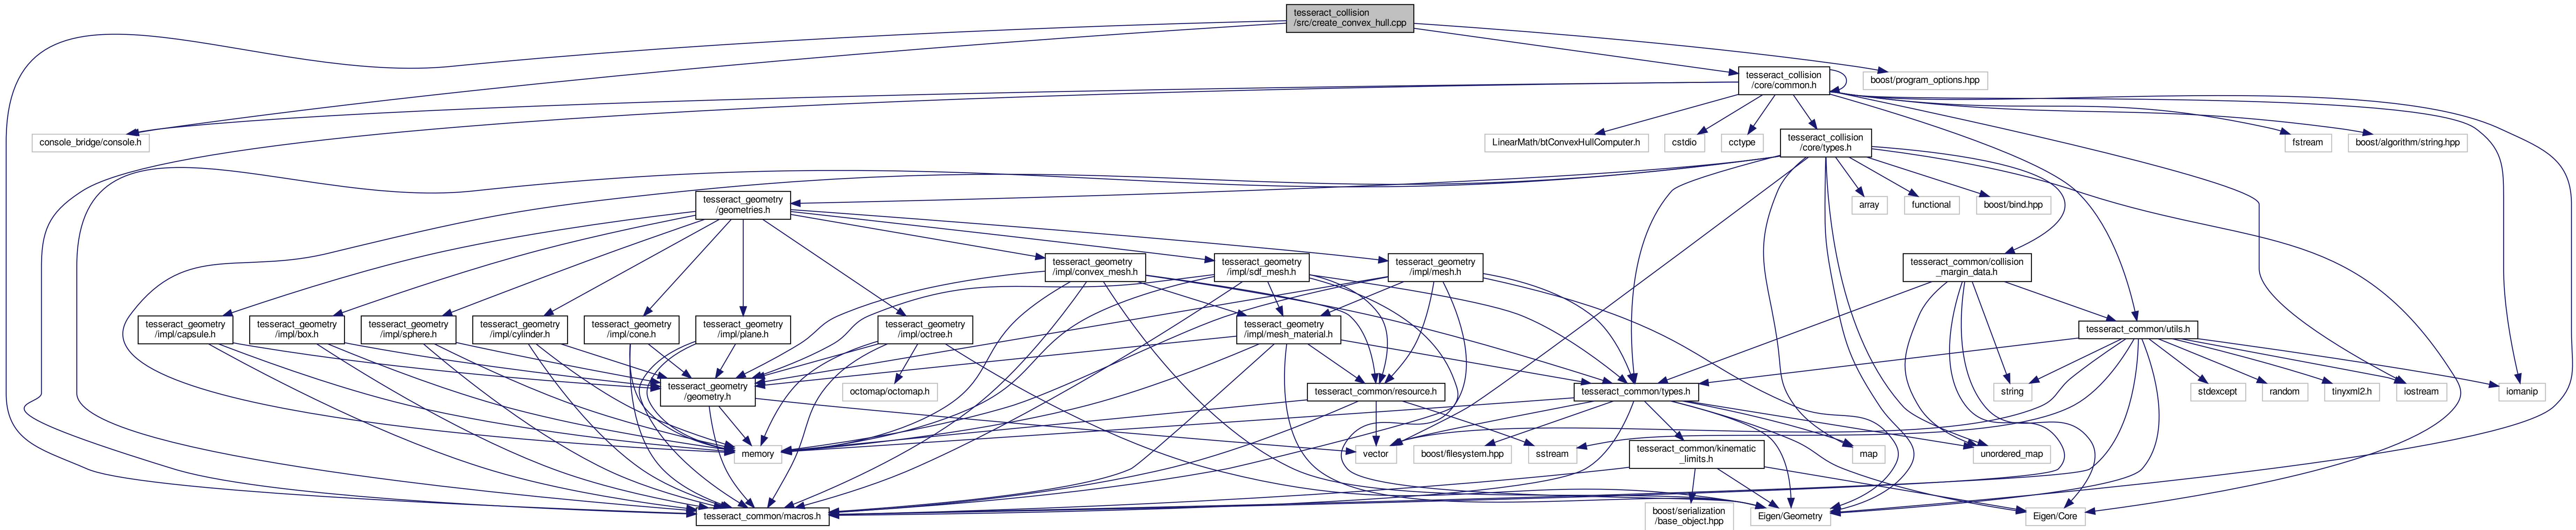 tesseract_collision
/src/create_convex_hull.cpp
tesseract_collision
/core/common.h
boost/program_options.hpp
console_bridge/console.h
LinearMath/btConvexHullComputer.h
cstdio
cctype
tesseract_collision
/core/types.h
fstream
boost/algorithm/string.hpp
tesseract_geometry
/geometries.h
array
functional
boost/bind.hpp
tesseract_geometry
/impl/convex_mesh.h
tesseract_geometry
/impl/sdf_mesh.h
tesseract_geometry
/impl/mesh.h
tesseract_common/collision
_margin_data.h
tesseract_geometry
/impl/capsule.h
tesseract_geometry
/impl/box.h
tesseract_geometry
/impl/sphere.h
tesseract_geometry
/impl/cylinder.h
tesseract_geometry
/impl/cone.h
tesseract_geometry
/impl/plane.h
tesseract_geometry
/impl/octree.h
tesseract_geometry
/impl/mesh_material.h
tesseract_common/utils.h
tesseract_geometry
/geometry.h
octomap/octomap.h
tesseract_common/resource.h
tesseract_common/types.h
string
stdexcept
random
tinyxml2.h
iostream
iomanip
memory
vector
boost/filesystem.hpp
sstream
tesseract_common/kinematic
_limits.h
map
unordered_map
tesseract_common/macros.h
boost/serialization
/base_object.hpp
Eigen/Geometry
Eigen/Core